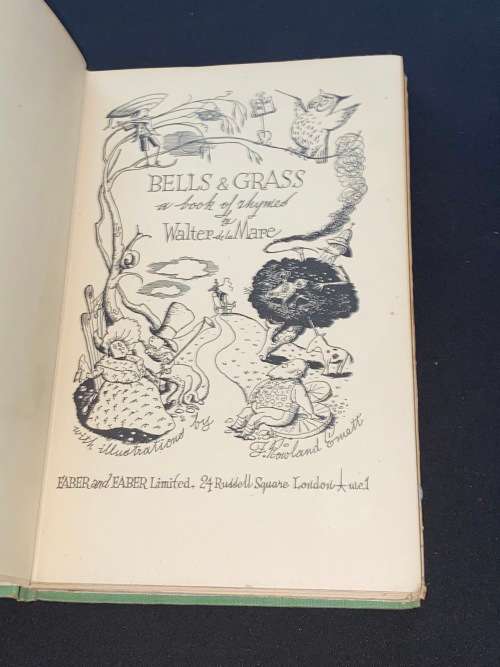 BELLS & GRASS
a book of rhymes
by
Walter de la Mare
with illustrations by
F. Rowland Emett
FABER and FABER Limited, 24 Russell Square London w.c.1